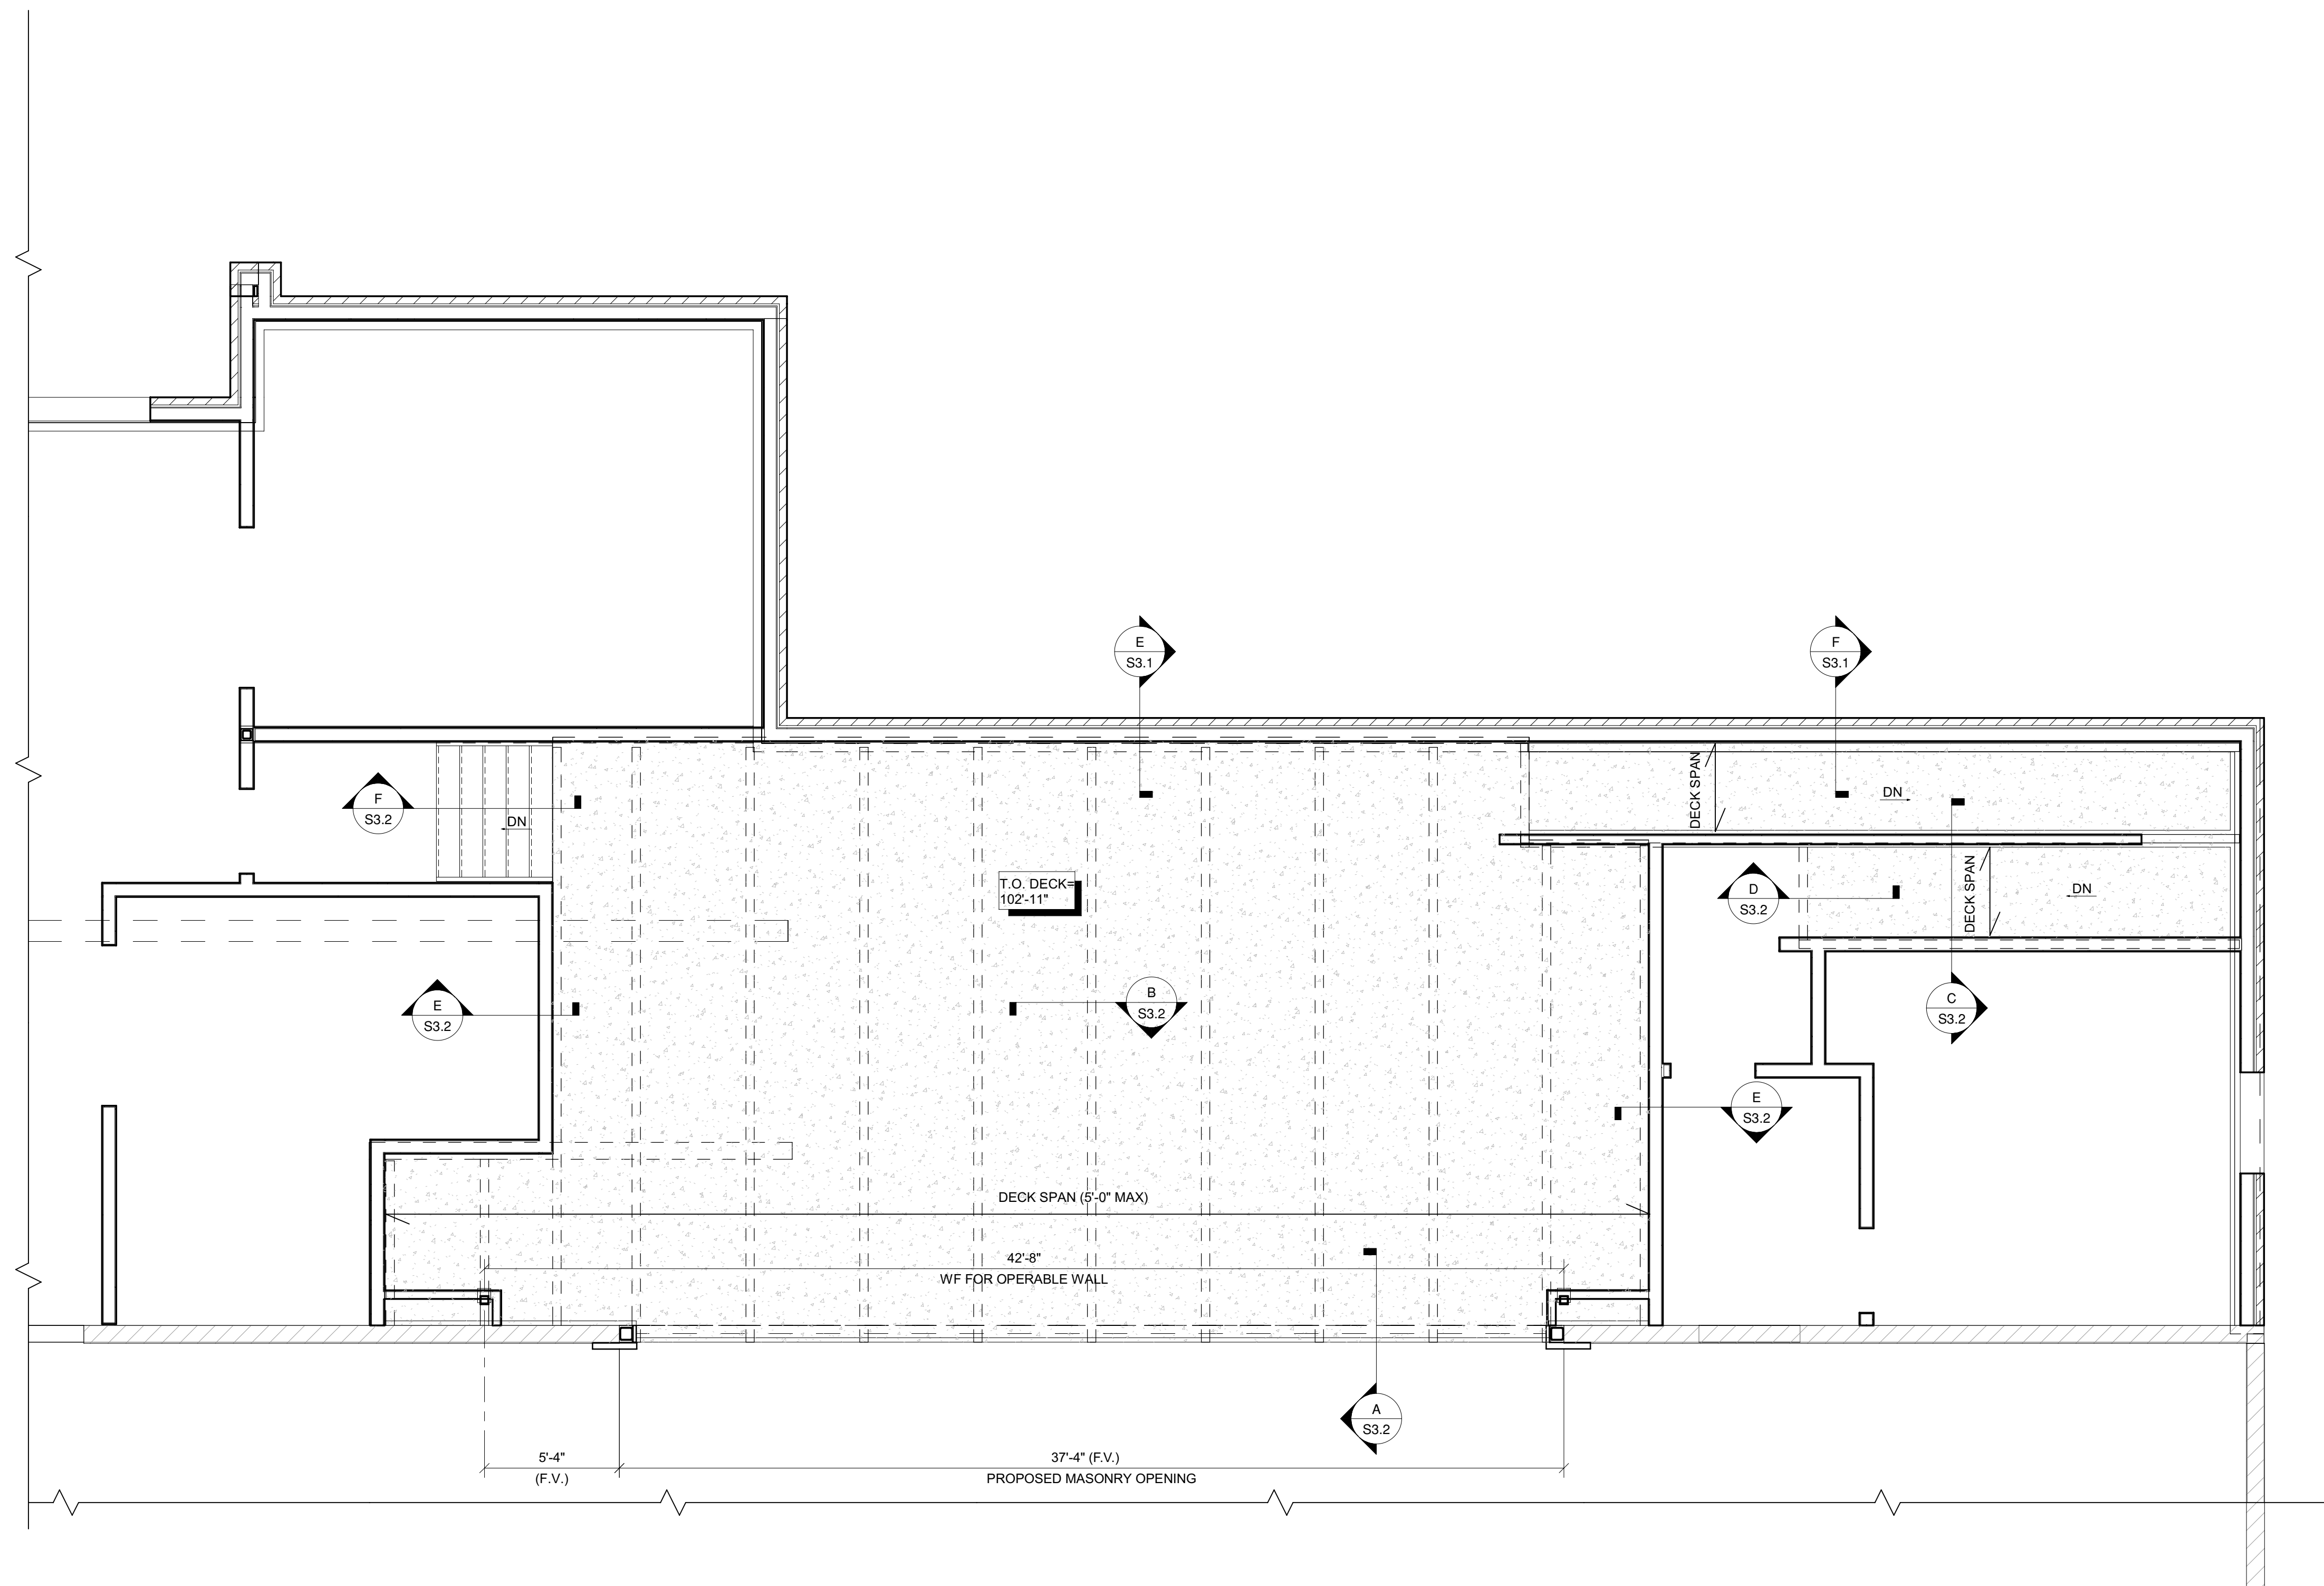 E
S3.1
F
S3.1
DECK SPAN
DN
F
S3.2
DN
T.O. DECK=
102'-11"
D
S3.2
DECK SPAN
DN
E
S3.2
B
S3.2
C
S3.2
E
S3.2
DECK SPAN (5'-0" MAX)
42'-8"
WF FOR OPERABLE WALL
A
S3.2
5'-4"
(F.V.)
37'-4" (F.V.)
PROPOSED MASONRY OPENING